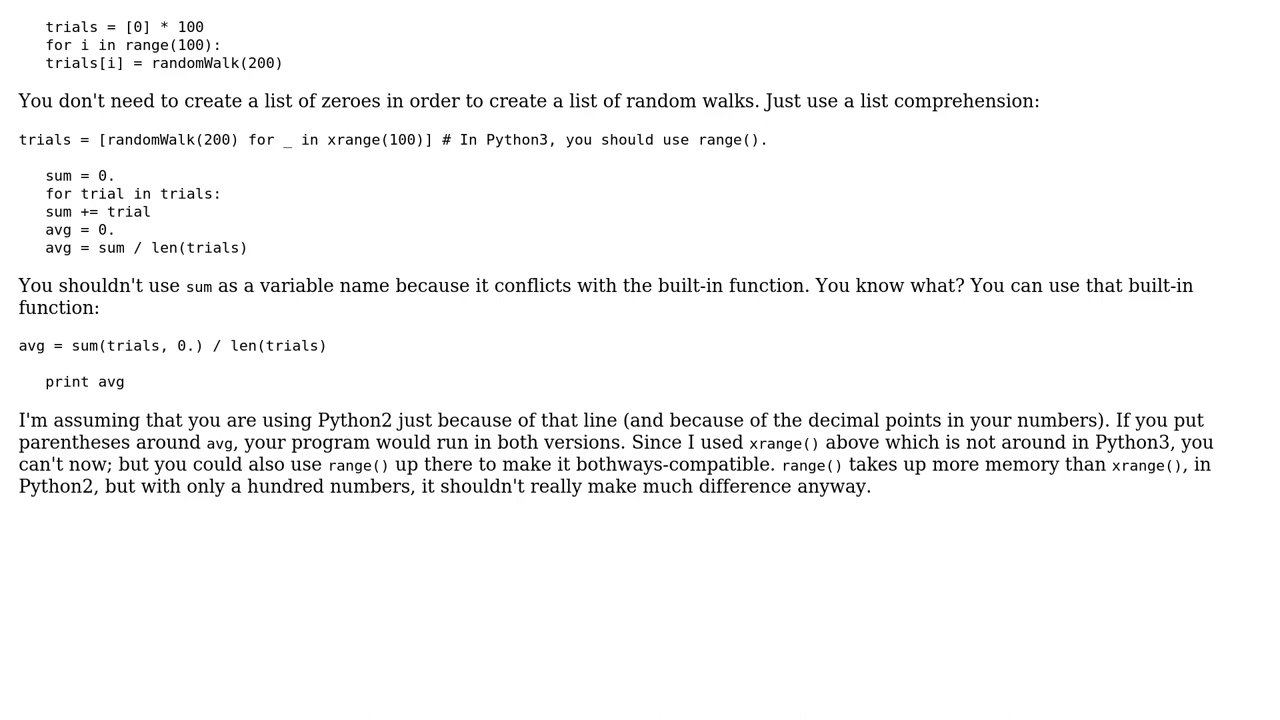 trials = [0] * 100
for i in range(100):
trials[i] = randomWalk(200)
You don't need to create a list of zeroes in order to create a list of random walks. Just use a list comprehension:
trials = [randomWalk(200) for _ in xrange(100)] # In Python3, you should use range().
sum = 0.
for trial in trials:
sum += trial
avg = 0.
avg = sum / len(trials)
You shouldn't use sum as a variable name because it conflicts with the built-in function. You know what? You can use that built-in
function:
avg = sum(trials, 0.) / len(trials)
print avg
I'm assuming that you are using Python2 just because of that line (and because of the decimal points in your numbers). If you put
parentheses around avg, your program would run in both versions. Since I used xrange() above which is not around in Python3, you
can't now; but you could also use range() up there to make it bothways-compatible. range() takes up more memory than xrange(), in
Python2, but with only a hundred numbers, it shouldn't really make much difference anyway.